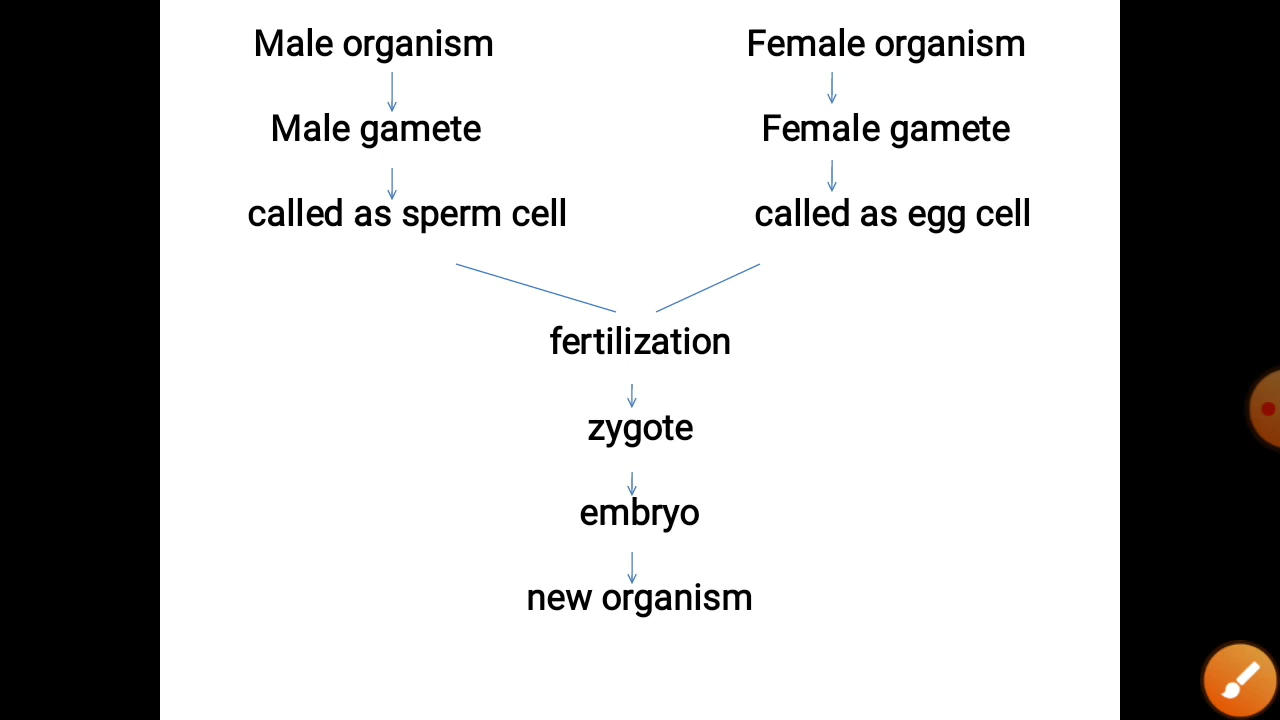 Male organism
Female organism
Male gamete
Female gamete
called as sperm cell
called as egg cell
fertilization
zygote
embryo
new organism